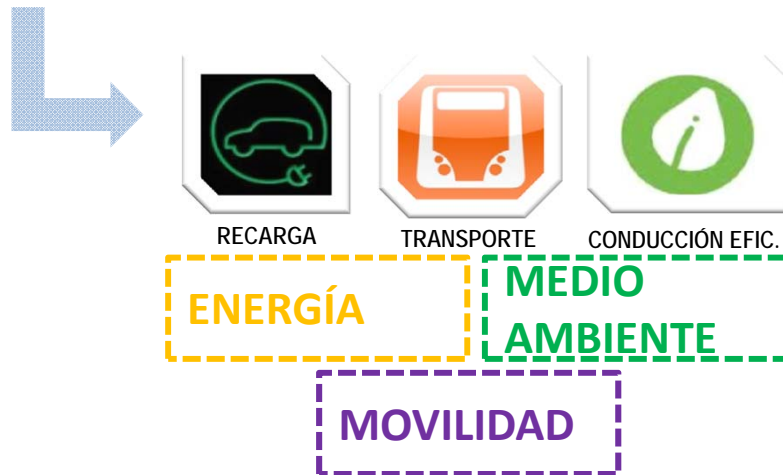 RECARGA
TRANSPORTE
CONDUCCIÓN EFIC.
ENERGÍA
MEDIO
AMBIENTE
MOVILIDAD